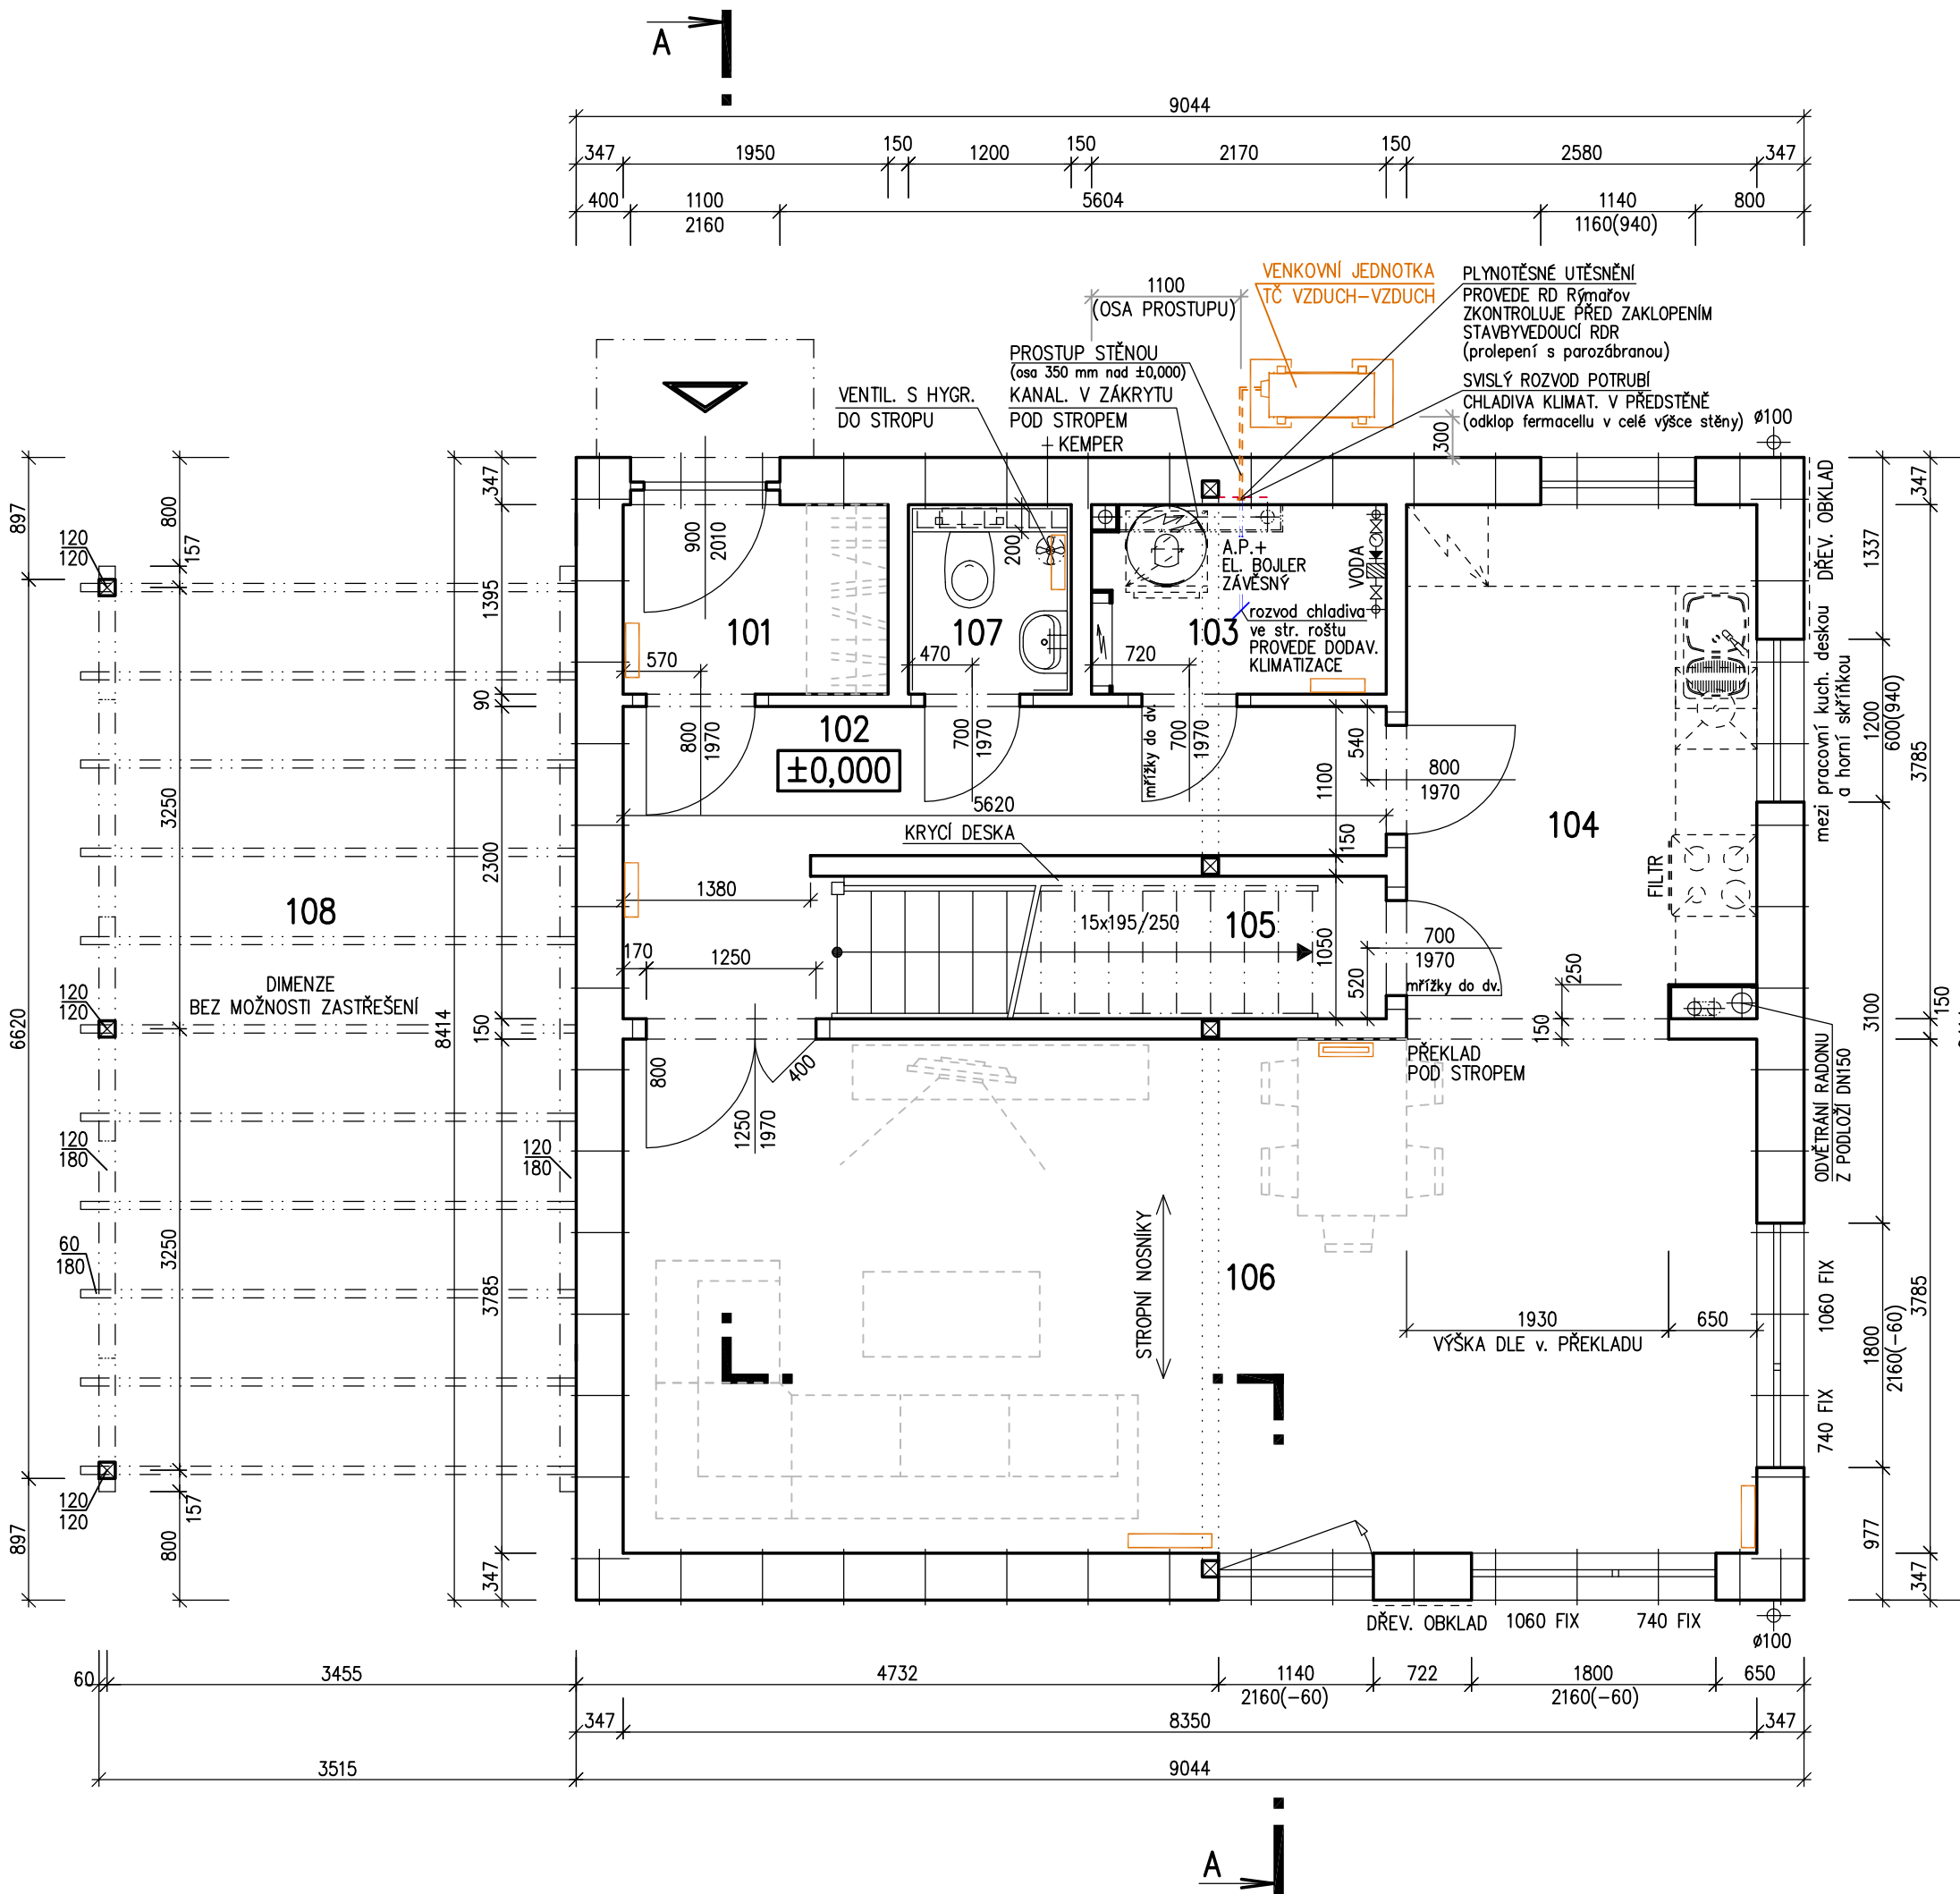 A
9044
347 1950 150 1200 150 2170 150 2580 347
400 1100 5604 1140 800
2160 1160(940)
1100
(OSA PROSTUPU)
VENKOVNÍ JEDNOTKA
TČ VZDUCH-VZDUCH
PLYNOTĚSNÉ UTĚSNĚNÍ
PROVEDE RD Rýmařov
ZKONTROLUJE PŘED ZAKLOPENÍM
STAVBYVEDOUCÍ RDR
(prolepení s parozábranou)
SVISLÝ ROZVOD POTRUBÍ
CHLADIVA KLIMAT. V PŘEDSTĚNĚ
(odklop fermacellu v celé výšce stěny)
PROSTUP STĚNOU
(osa 350 mm nad ±0,000)
KANAL. V ZÁKRYTU
POD STROPEM
+ KEMPER
VENTIL. S HYGR.
DO STROPU
300
ø100
897
6620
897
800
157
3250
3250
157
800
8414
347
1395
90
2300
150
3785
347
120
120
120
120
120
180
60
180
120
120
120
180
108
DIMENZE
BEZ MOŽNOSTI ZASTŘEŠENÍ
900
2010
101
570
200
107
470
A.P.+
EL. BOJLER
ZÁVĚSNÝ
VODA
103
rozvod chladiva
ve str. roštu
PROVEDE DODAV.
KLIMATIZACE
720
102
±0,000
800
1970
700
1970
mřížky do dv.
700
1970
540
1100
150
800
1970
5620
KRYCÍ DESKA
1380
170 1250
15x195/250
105
1050
520
700
1970
mřížky do dv.
104
FILTR
250
150
PŘEKLAD
POD STROPEM
800
400
1250
1970
STROPNÍ NOSNÍKY
106
1930 650
VÝŠKA DLE v. PŘEKLADU
DŘEV. OBKLAD
mezi pracovní kuch. deskou
a horní skříňkou
ODVĚTRÁNÍ RADONU
Z PODLOŽÍ DN150
1060 FIX
740 FIX
1337
1200
600(940)
3100
1800
2160(-60)
977
347
3785
150
3785
347
DŘEV. OBKLAD 1060 FIX 740 FIX
ø100
60 3455 4732 1140 722 1800 650
2160(-60) 2160(-60)
347 8350 347
3515 9044
A